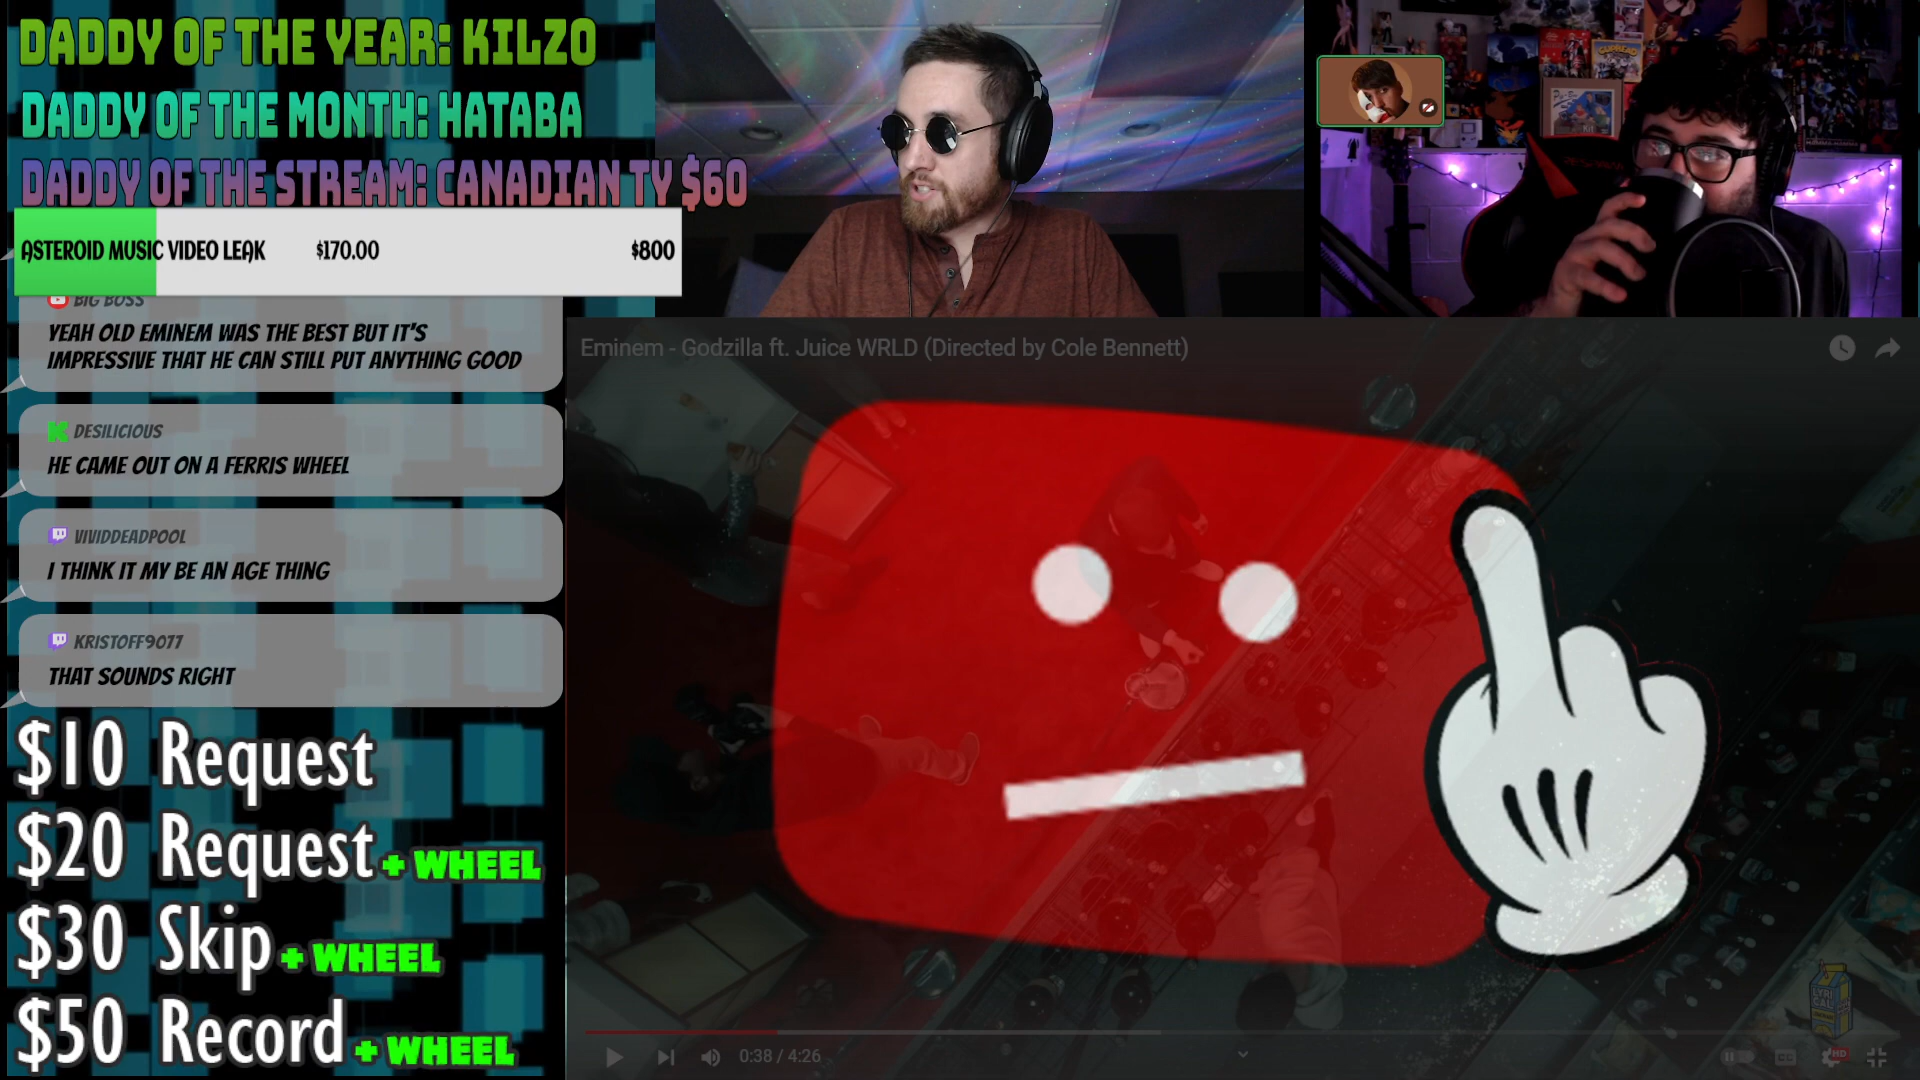 DADDY OF THE YEAR: KILZO
DADDY OF THE MONTH: HATABA
DADDY OF THE STREAM: CANADIAN TY $60
ASTEROID MUSIC VIDEO LEAK $170.00 $800
BIG BOSS
YEAH OLD EMINEM WAS THE BEST BUT IT'S
IMPRESSIVE THAT HE CAN STILL PUT ANYTHING GOOD
DESILICIOUS
HE CAME OUT ON A FERRIS WHEEL
VIVIDDEADPOOL
I THINK IT MY BE AN AGE THING
KRISTOFF9077
THAT SOUNDS RIGHT
$10 Request
$20 Request + WHEEL
$30 Skip + WHEEL
$50 Record + WHEEL
CUPHEAD
Eminem - Godzilla ft. Juice WRLD (Directed by Cole Bennett)
LYRICAL
0:38 / 4:26
CC
HD